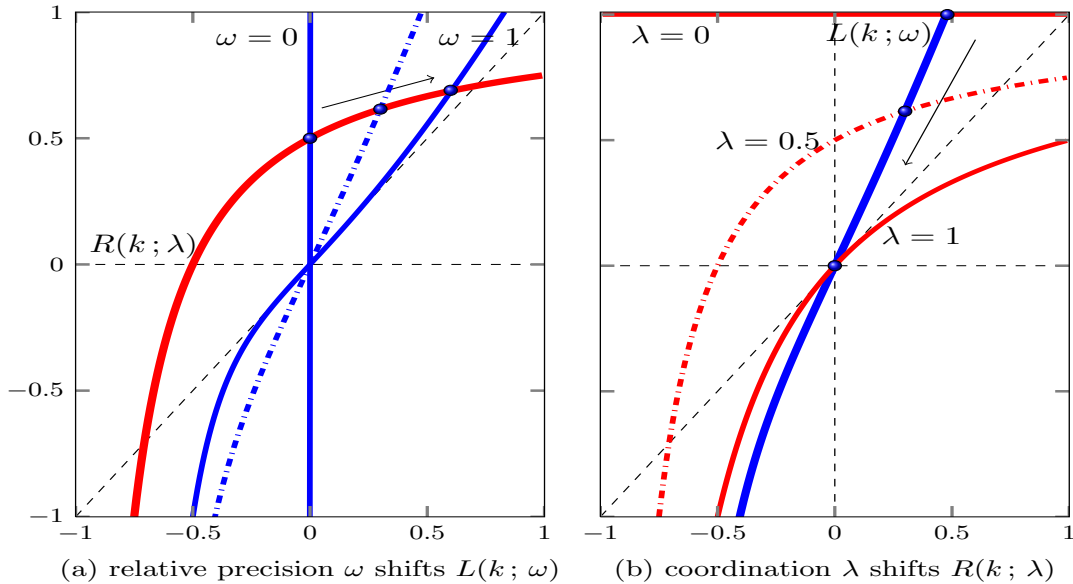 ω = 0
ω = 1
R(k ; λ)
1
0.5
0
−0.5
−1
−1
−0.5
0
0.5
1
(a) relative precision ω shifts L(k ; ω)
λ = 0
L(k ; ω)
λ = 0.5
λ = 1
−1
−0.5
0
0.5
1
(b) coordination λ shifts R(k ; λ)